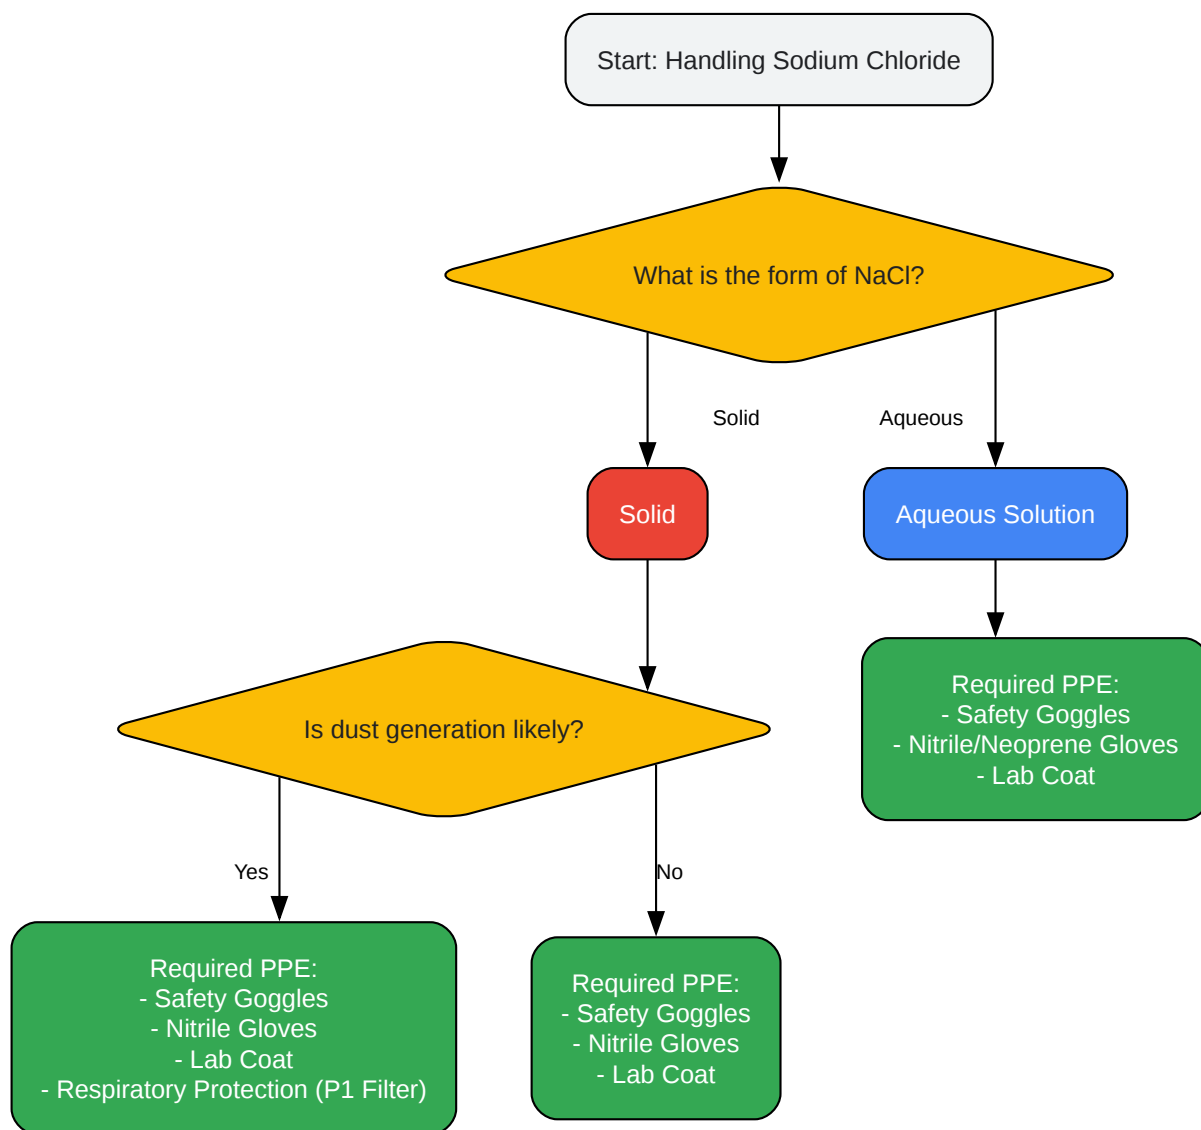 Start: Handling Sodium Chloride
What is the form of NaCl?
Solid
Aqueous
Solid
Aqueous Solution
Required PPE:
- Safety Goggles
- Nitrile/Neoprene Gloves
- Lab Coat
Is dust generation likely?
Yes
No
Required PPE:
- Safety Goggles
- Nitrile Gloves
- Lab Coat
- Respiratory Protection (P1 Filter)
Required PPE:
- Safety Goggles
- Nitrile Gloves
- Lab Coat